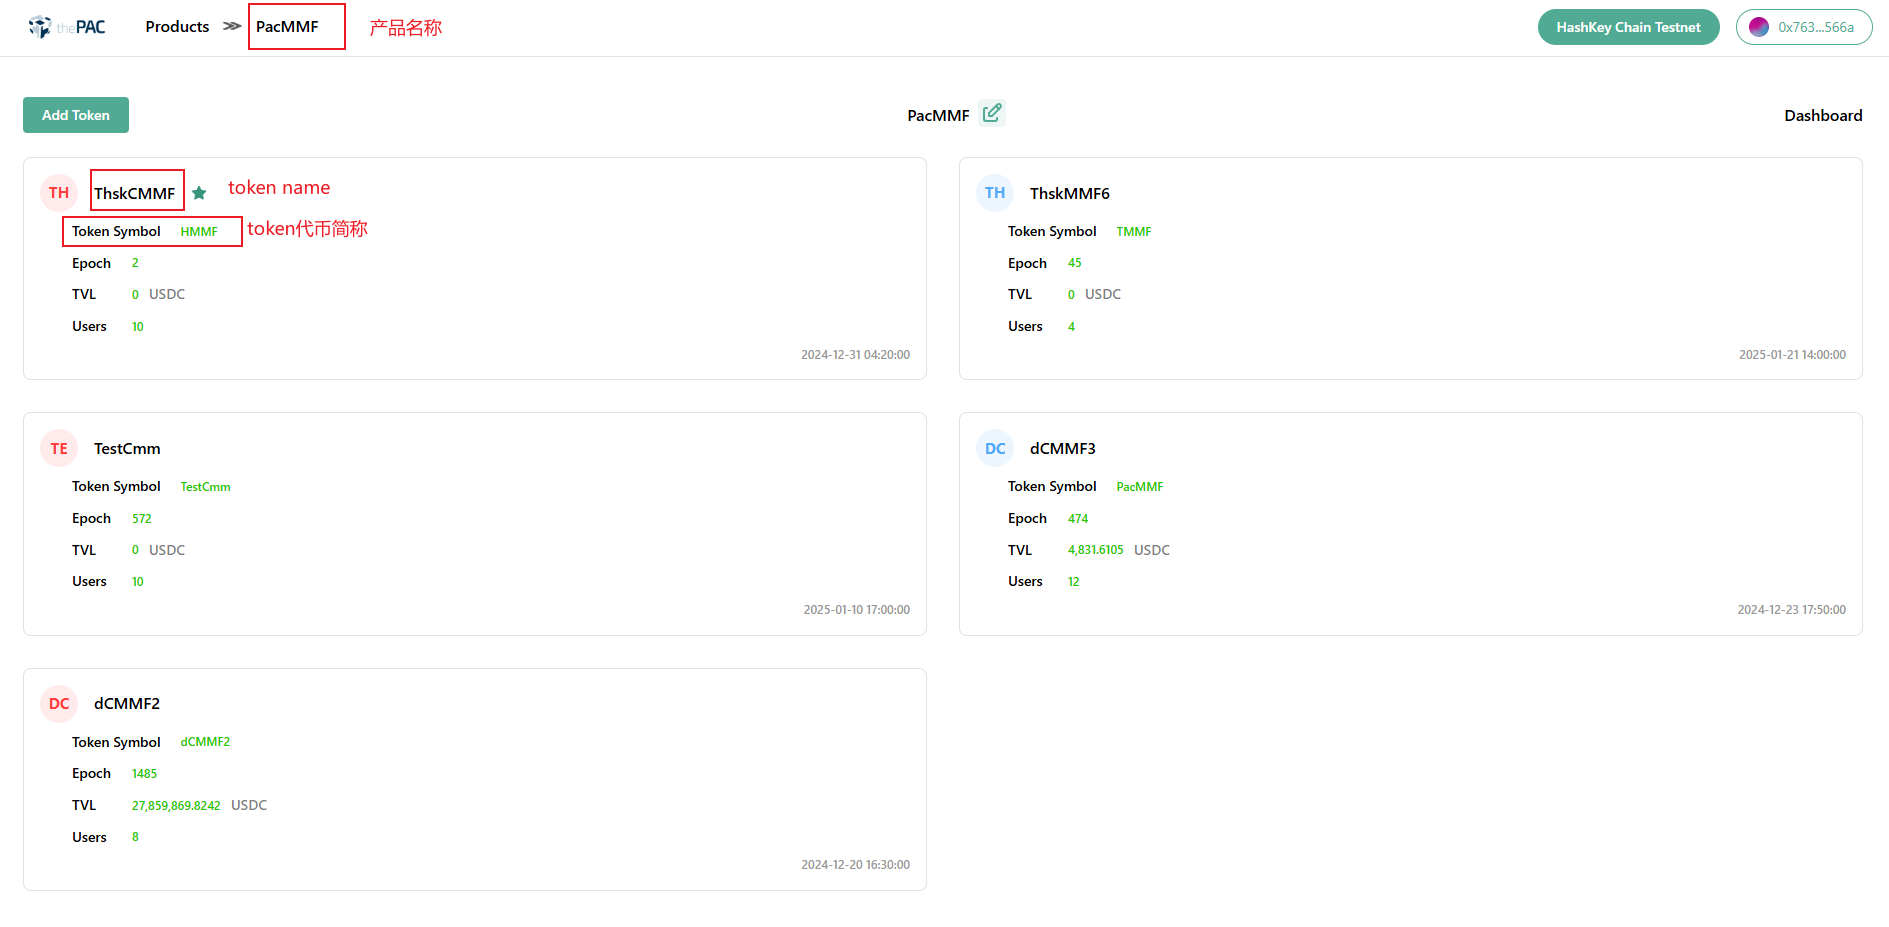 thePAC Products >> PacMMF 产品名称 HashKey Chain Testnet 0x763...566a
Add Token PacMMF Dashboard
TH ThskCMMF token name
Token Symbol HMMF token代币简称
Epoch 2
TVL 0 USDC
Users 10
2024-12-31 04:20:00
TH ThskMMF6
Token Symbol TMMF
Epoch 45
TVL 0 USDC
Users 4
2025-01-21 14:00:00
TE TestCmm
Token Symbol TestCmm
Epoch 572
TVL 0 USDC
Users 10
2025-01-10 17:00:00
DC dCMMF3
Token Symbol PacMMF
Epoch 474
TVL 4,831.6105 USDC
Users 12
2024-12-23 17:50:00
DC dCMMF2
Token Symbol dCMMF2
Epoch 1485
TVL 27,859,869.8242 USDC
Users 8
2024-12-20 16:30:00